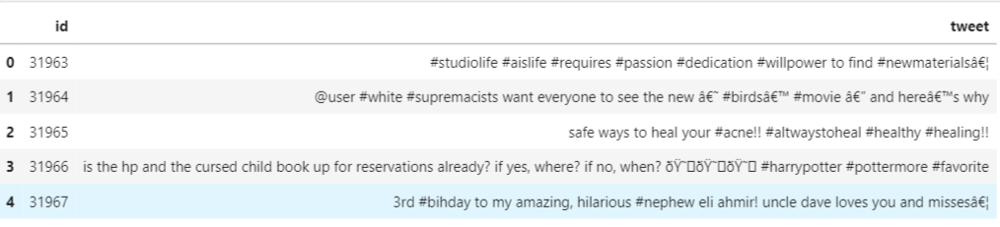 id tweet
0 31963 #studiolife #aislife #requires #passion #dedication #willpower to find #newmaterialsâ€¦
1 31964 @user #white #supremacists want everyone to see the new â€˜ #birdsâ€™ #movie â€“ and hereâ€™s why
2 31965 safe ways to heal your #acne!! #altwaystoheal #healthy #healing!!
3 31966 is the hp and the cursed child book up for reservations already? if yes, where? if no, when? ðŸ˜□ðŸ˜□ðŸ˜□ #harrypotter #pottermore #favorite
4 31967 3rd #bihday to my amazing, hilarious #nephew eli ahmir! uncle dave loves you and missesâ€¦